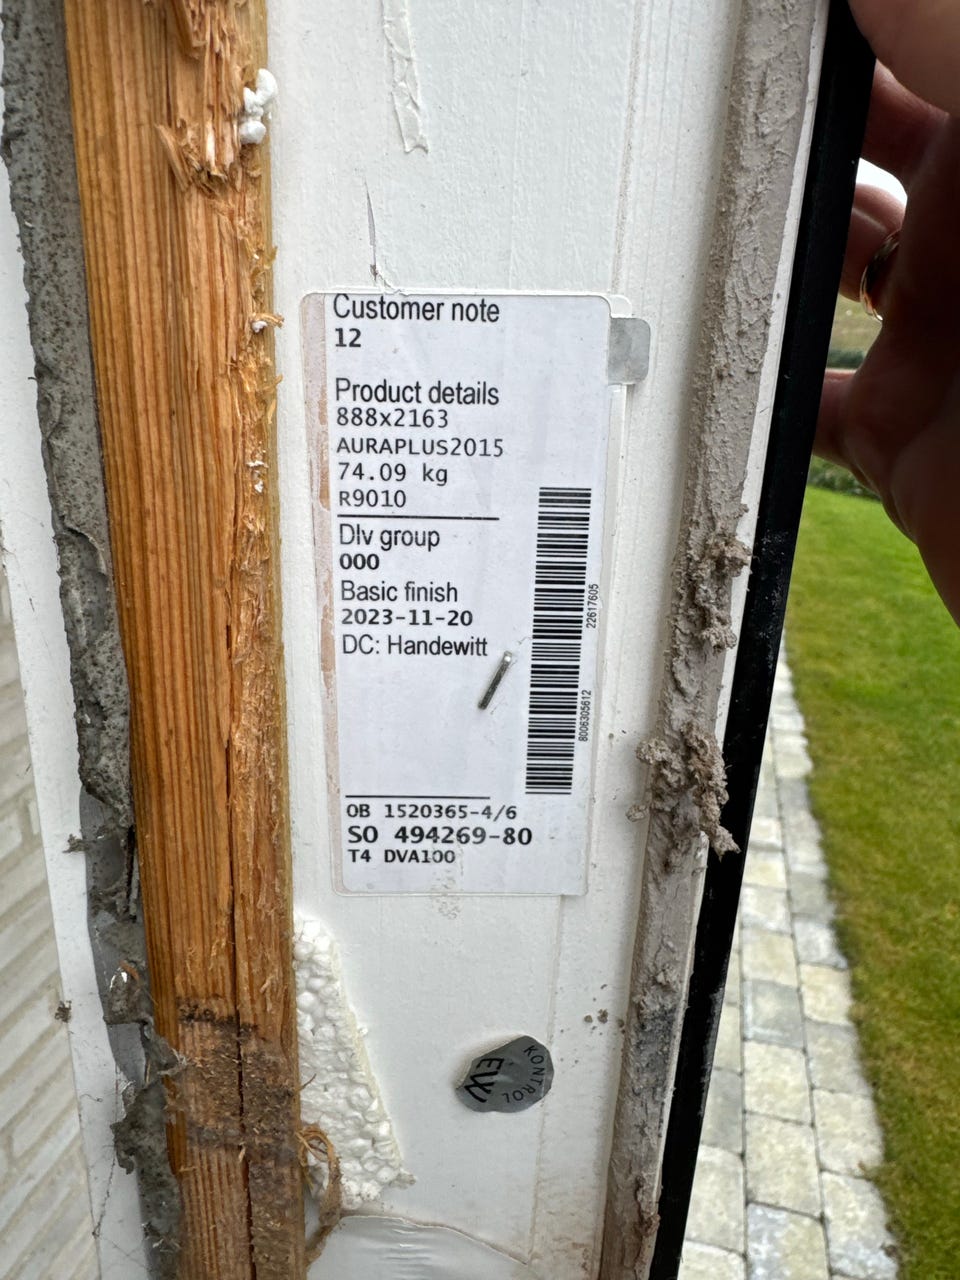 Customer note
12
Product details
888x2163
AURAPLUS2015
74.09 kg
R9010
Dlv group
000
Basic finish
2023-11-20
DC: Handewitt
22617605
8006305612
OB 1520365-4/6
SO 494269-80
T4 DVA100
KONTROL
EW